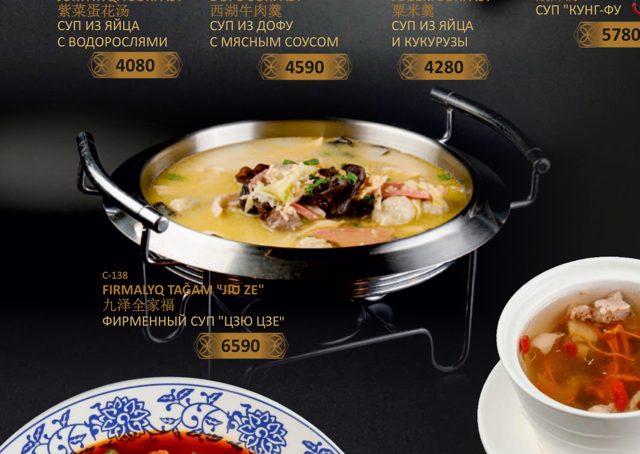 紫菜蛋花汤
СУП ИЗ ЯЙЦА
С ВОДОРОСЛЯМИ
4080
西湖牛肉羹
СУП ИЗ ДОФУ
С МЯСНЫМ СОУСОМ
4590
粟米羹
СУП ИЗ ЯЙЦА
И КУКУРУЗЫ
4280
СУП "КУНГ-ФУ
5780
C-138
FIRMALYQ TAĞAM "JIU ZE"
九泽全家福
ФИРМЕННЫЙ СУП "ЦЗЮ ЦЗЕ"
6590